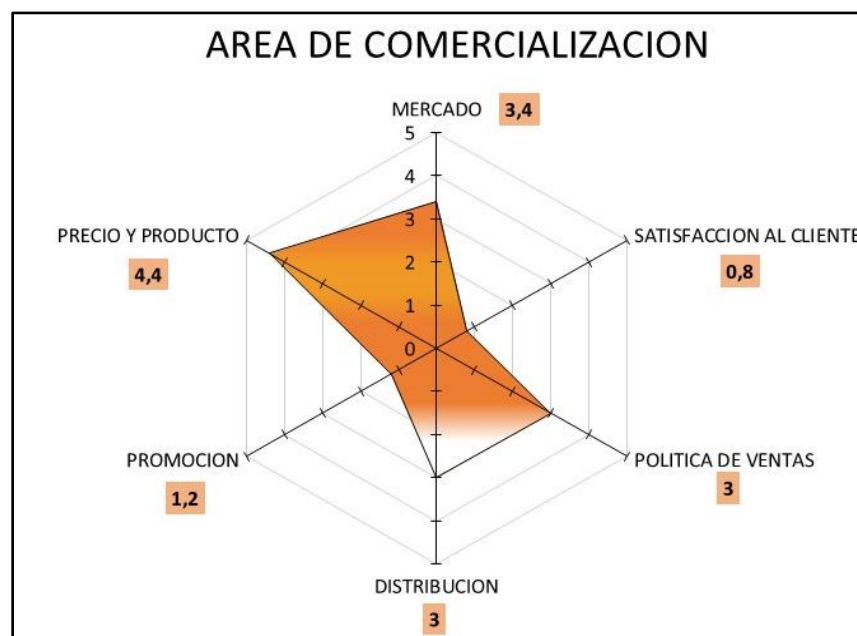 AREA DE COMERCIALIZACION
MERCADO 3,4
5
4
3
2
1
0
PRECIO Y PRODUCTO
4,4
SATISFACCION AL CLIENTE
0,8
PROMOCION
1,2
POLITICA DE VENTAS
3
DISTRIBUCION
3